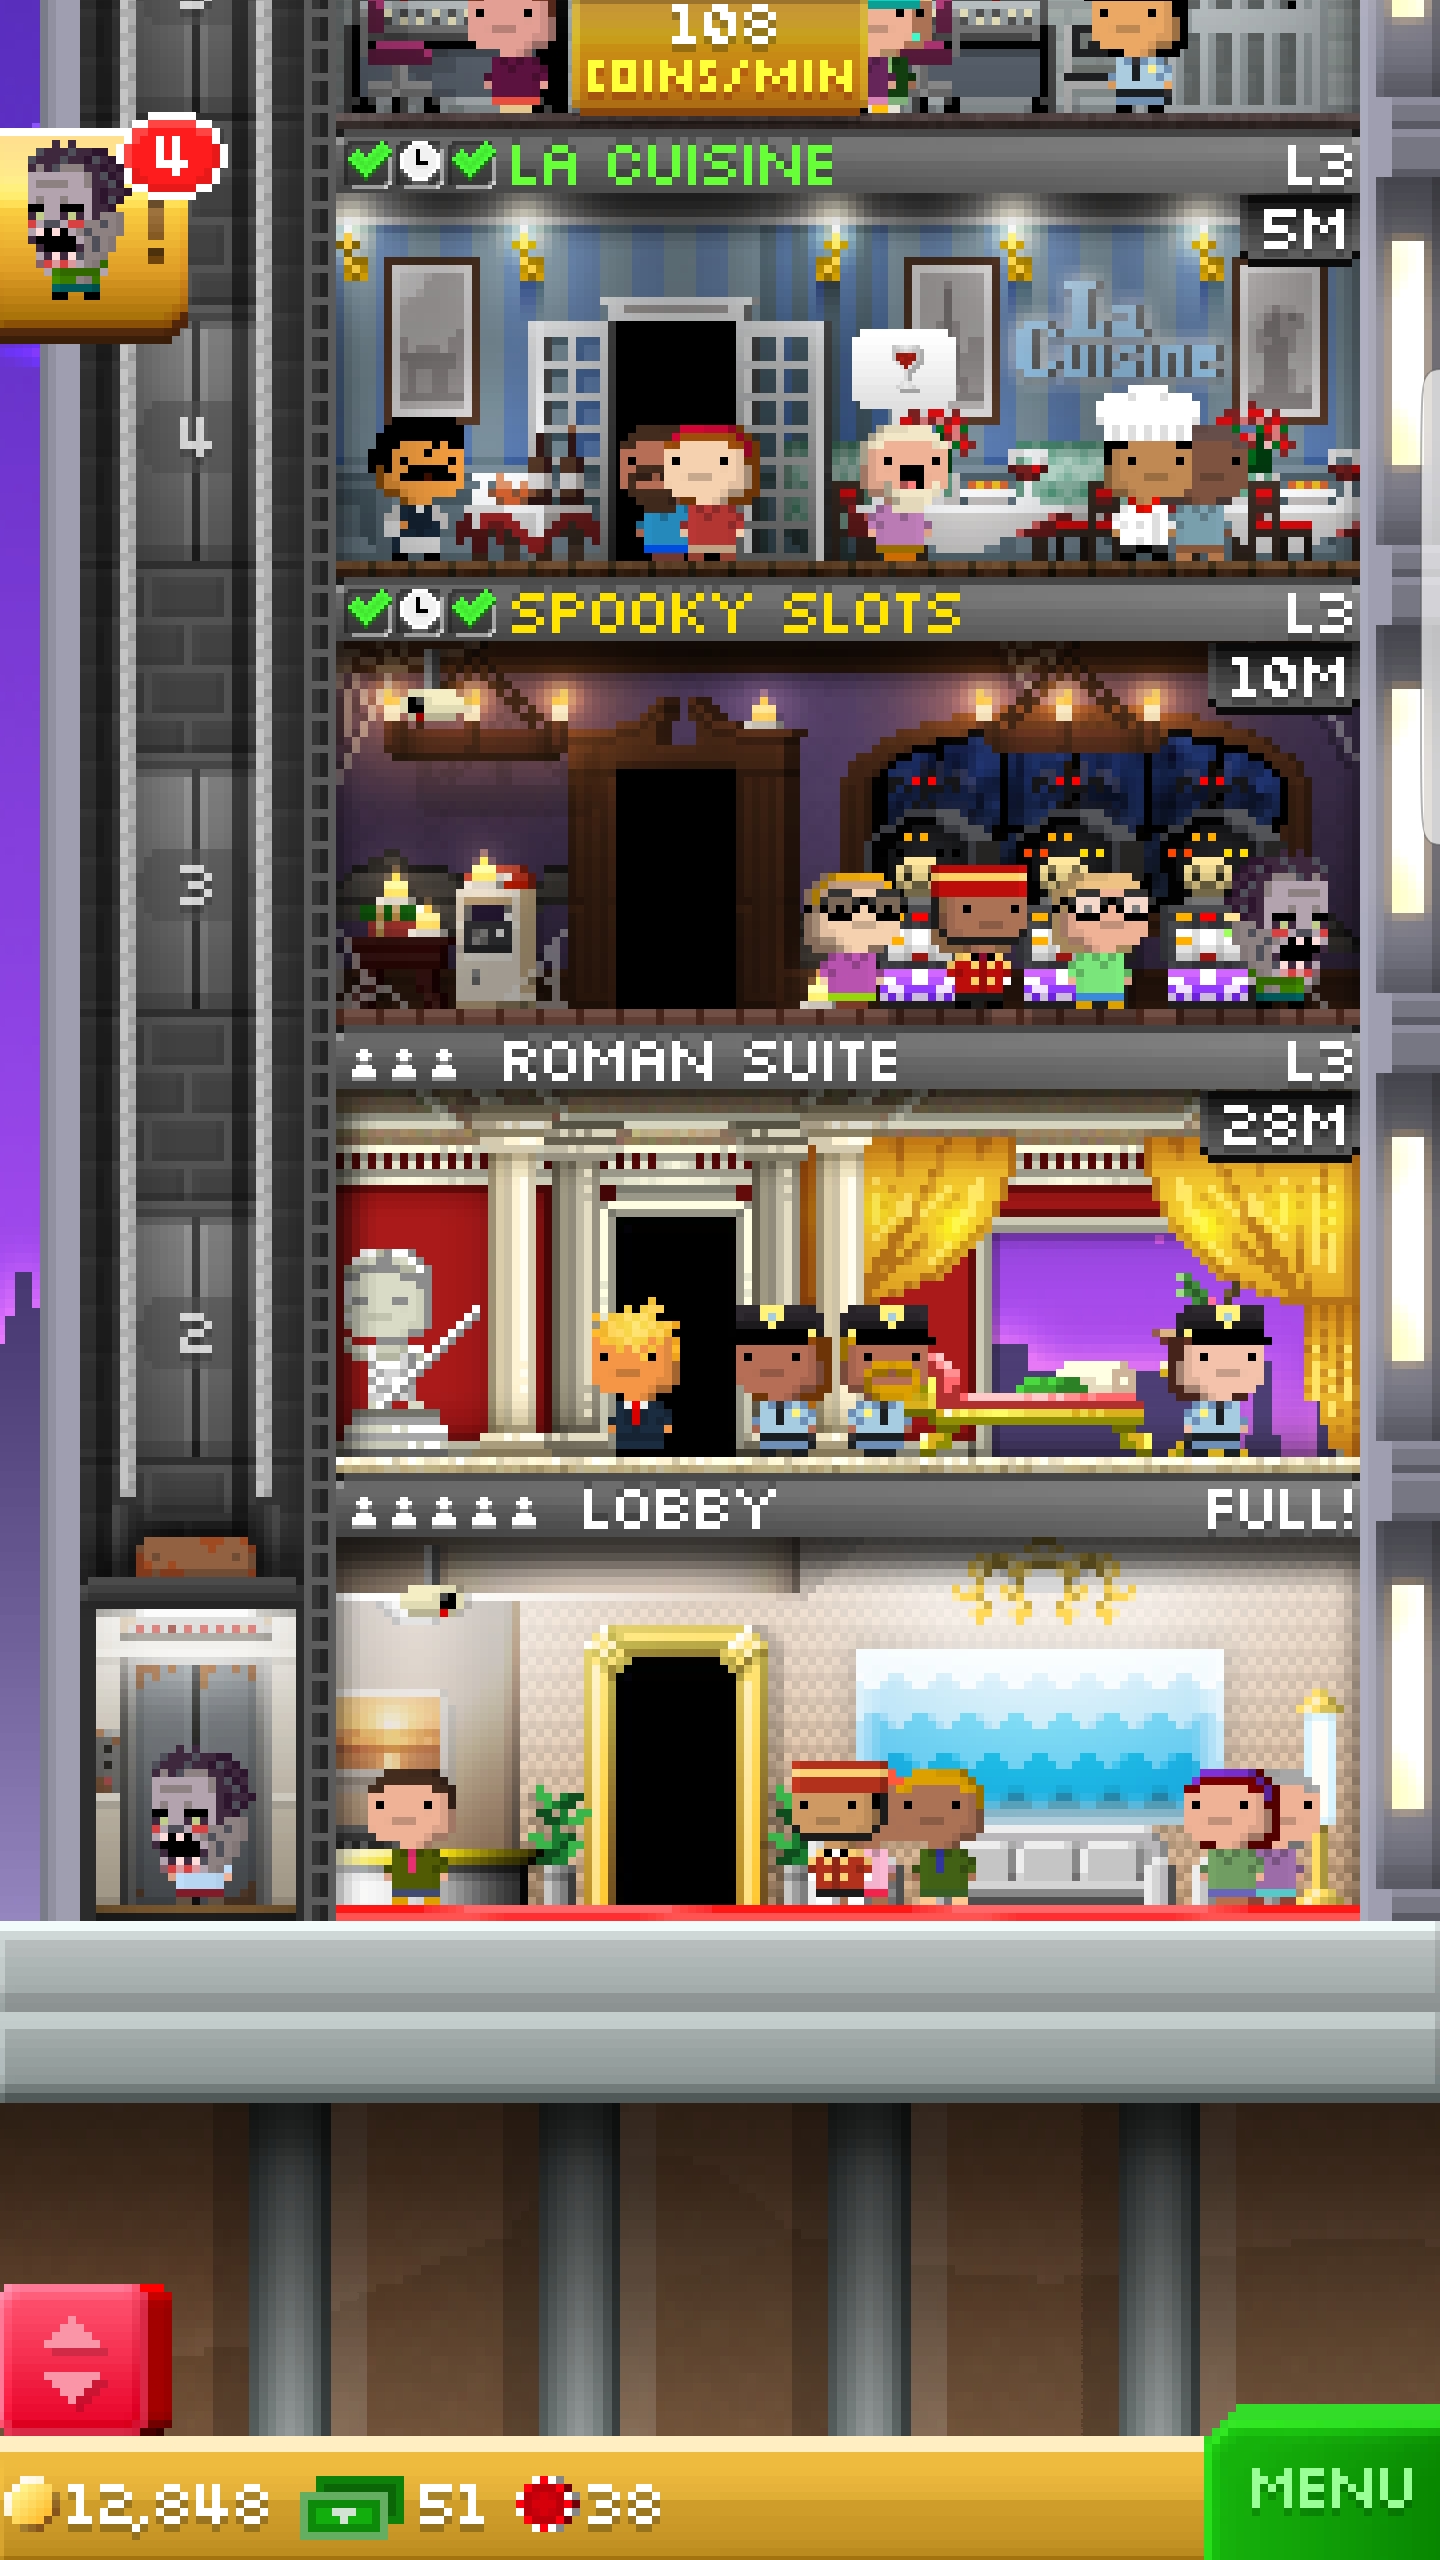 108
COINS/MIN
4
!
LA CUISINE
L3
5M
La
Cuisine
4
SPOOKY SLOTS
L3
10M
3
ROMAN SUITE
L3
28M
2
LOBBY
FULL!
12,848
51
38
MENU